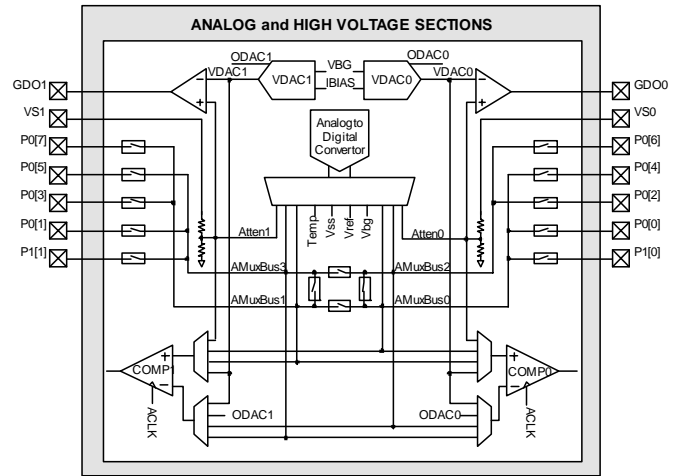 ANALOG and HIGH VOLTAGE SECTIONS
ODAC1
ODAC0
VDAC1
VBG
VDAC0
GDO1
VDAC1
IBIAS
VDAC0
GDO0
VS1
VS0
P0[7]
P0[6]
Analog to
Digital
Convertor
P0[5]
P0[4]
P0[3]
P0[2]
P0[1]
P0[0]
P1[1]
P1[0]
Atten1
Temp
Vss
Vref
Vbg
Atten0
AMuxBus3
AMuxBus2
AMuxBus1
AMuxBus0
COMP1
COMP0
ACLK
ACLK
ODAC1
ODAC0